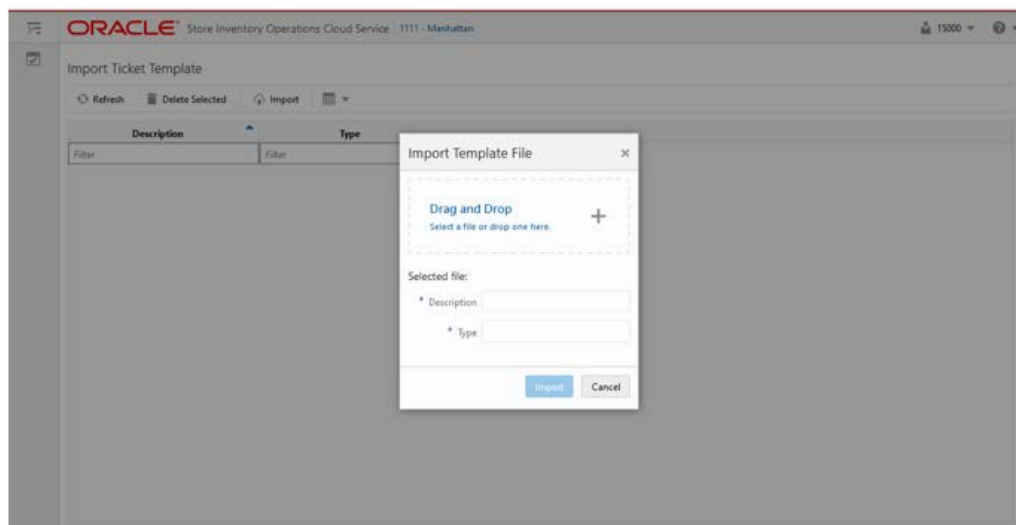 ORACLE Store Inventory Operations Cloud Service 1111 - Manhattan 15000
Import Ticket Template
Refresh Delete Selected Import
Description Type
Filter Filter
Import Template File
Drag and Drop
Select a file or drop one here.
Selected file:
* Description
* Type
Import Cancel